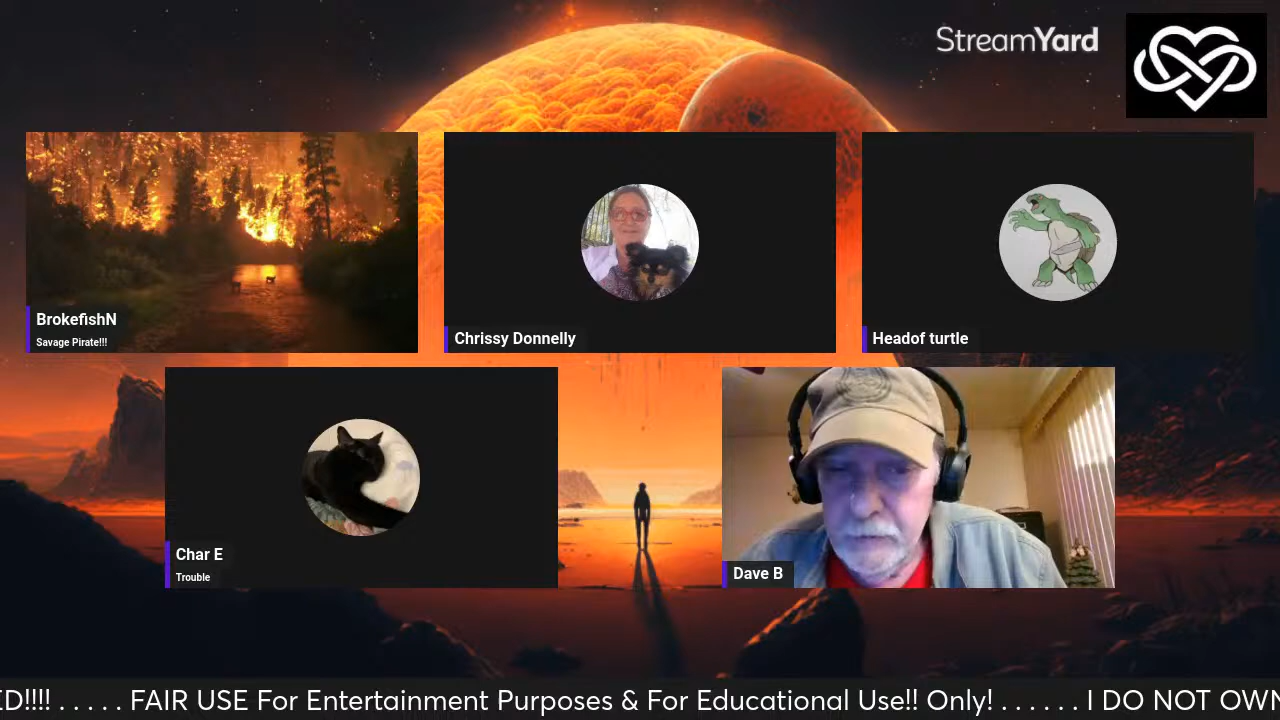 StreamYard
BrokefishN
Savage Pirate!!!
Chrissy Donnelly
Headof turtle
Char E
Trouble
Dave B
ED!!!! . . . . . FAIR USE For Entertainment Purposes & For Educational Use!! Only! . . . . . . I DO NOT OWN